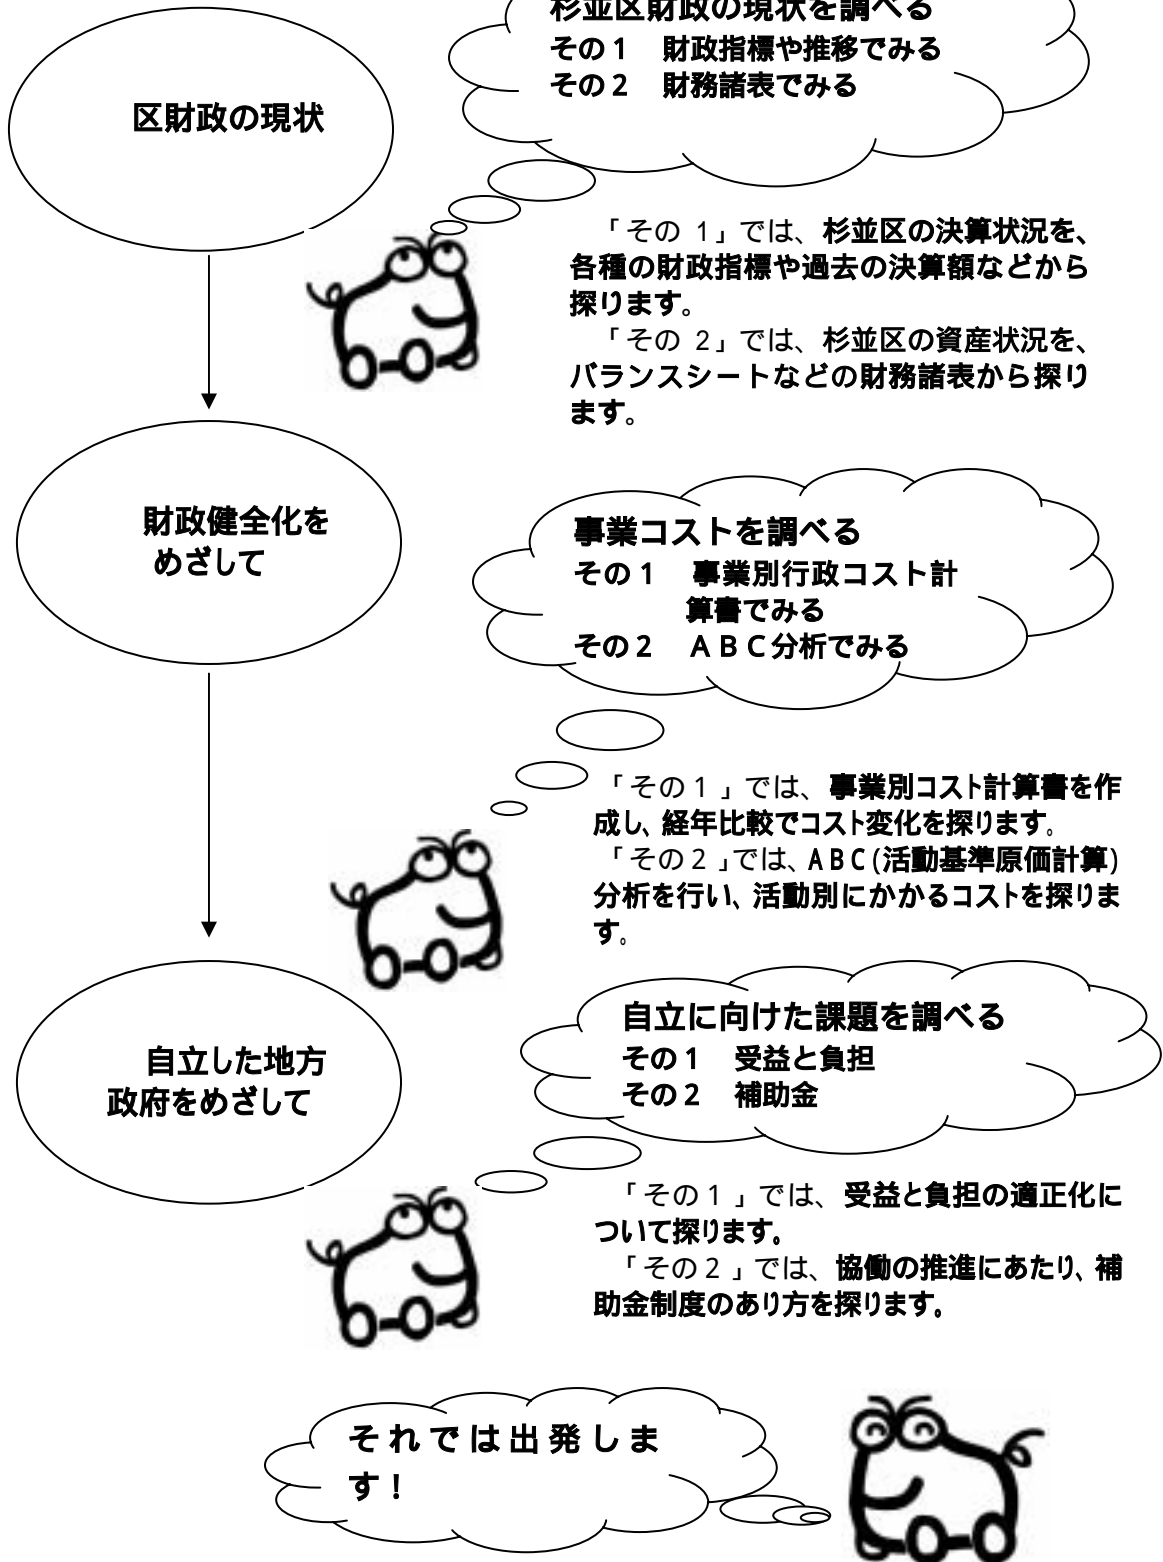 杉並区財政の現状を調べる
その1　財政指標や推移でみる
その2　財務諸表でみる
区財政の現状
「その 1」では、杉並区の決算状況を、
各種の財政指標や過去の決算額などから
探ります。
「その 2」では、杉並区の資産状況を、
バランスシートなどの財務諸表から探り
ます。
財政健全化を
めざして
事業コストを調べる
その1　事業別行政コスト計
算書でみる
その2　ＡＢＣ分析でみる
「その1」では、事業別コスト計算書を作
成し、経年比較でコスト変化を探ります。
「その2」では、ABC(活動基準原価計算)
分析を行い、活動別にかかるコストを探りま
す。
自立した地方
政府をめざして
自立に向けた課題を調べる
その1　受益と負担
その2　補助金
「その1」では、受益と負担の適正化に
ついて探ります。
「その2」では、協働の推進にあたり、補
助金制度のあり方を探ります。
それでは出発しま
す！